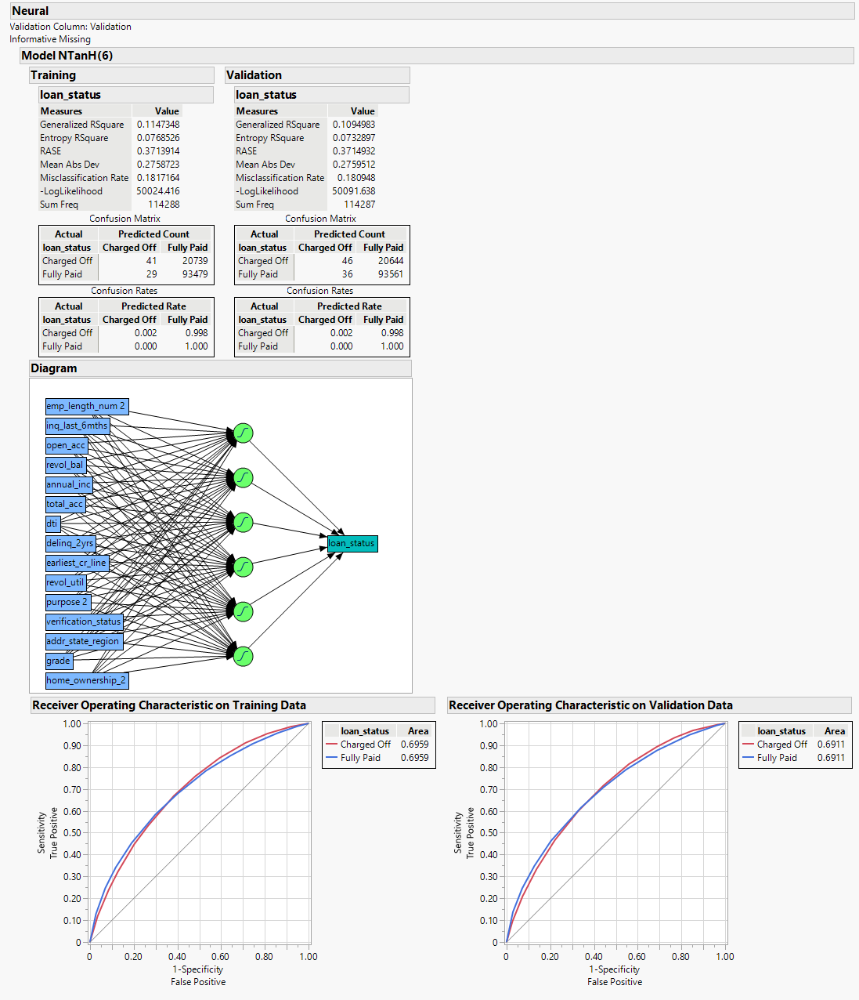 Neural
Validation Column: Validation
Informative Missing
Model NTanH(6)
Training
loan_status
Measures Value
Generalized RSquare 0.1147348
Entropy RSquare 0.0768526
RASE 0.3713914
Mean Abs Dev 0.2758723
Misclassification Rate 0.1817164
-LogLikelihood 50024.416
Sum Freq 114288
Confusion Matrix
Actual Predicted Count
loan_status Charged Off Fully Paid
Charged Off 41 20739
Fully Paid 29 93479
Confusion Rates
Actual Predicted Rate
loan_status Charged Off Fully Paid
Charged Off 0.002 0.998
Fully Paid 0.000 1.000
Validation
loan_status
Measures Value
Generalized RSquare 0.1094983
Entropy RSquare 0.0732897
RASE 0.3714932
Mean Abs Dev 0.2759512
Misclassification Rate 0.180948
-LogLikelihood 50091.638
Sum Freq 114287
Confusion Matrix
Actual Predicted Count
loan_status Charged Off Fully Paid
Charged Off 46 20644
Fully Paid 36 93561
Confusion Rates
Actual Predicted Rate
loan_status Charged Off Fully Paid
Charged Off 0.002 0.998
Fully Paid 0.000 1.000
Diagram
emp_length_num 2
inq_last_6mths
open_acc
revol_bal
annual_inc
total_acc
dti
delinq_2yrs
earliest_cr_line
revol_util
purpose 2
verification_status
addr_state_region
grade
home_ownership_2
loan_status
Receiver Operating Characteristic on Training Data
1.00
0.90
0.80
0.70
0.60
0.50
0.40
0.30
0.20
0.10
0
Sensitivity
True Positive
0 0.20 0.40 0.60 0.80 1.00
1-Specificity
False Positive
loan_status Area
Charged Off 0.6959
Fully Paid 0.6959
Receiver Operating Characteristic on Validation Data
1.00
0.90
0.80
0.70
0.60
0.50
0.40
0.30
0.20
0.10
0
Sensitivity
True Positive
0 0.20 0.40 0.60 0.80 1.00
1-Specificity
False Positive
loan_status Area
Charged Off 0.6911
Fully Paid 0.6911